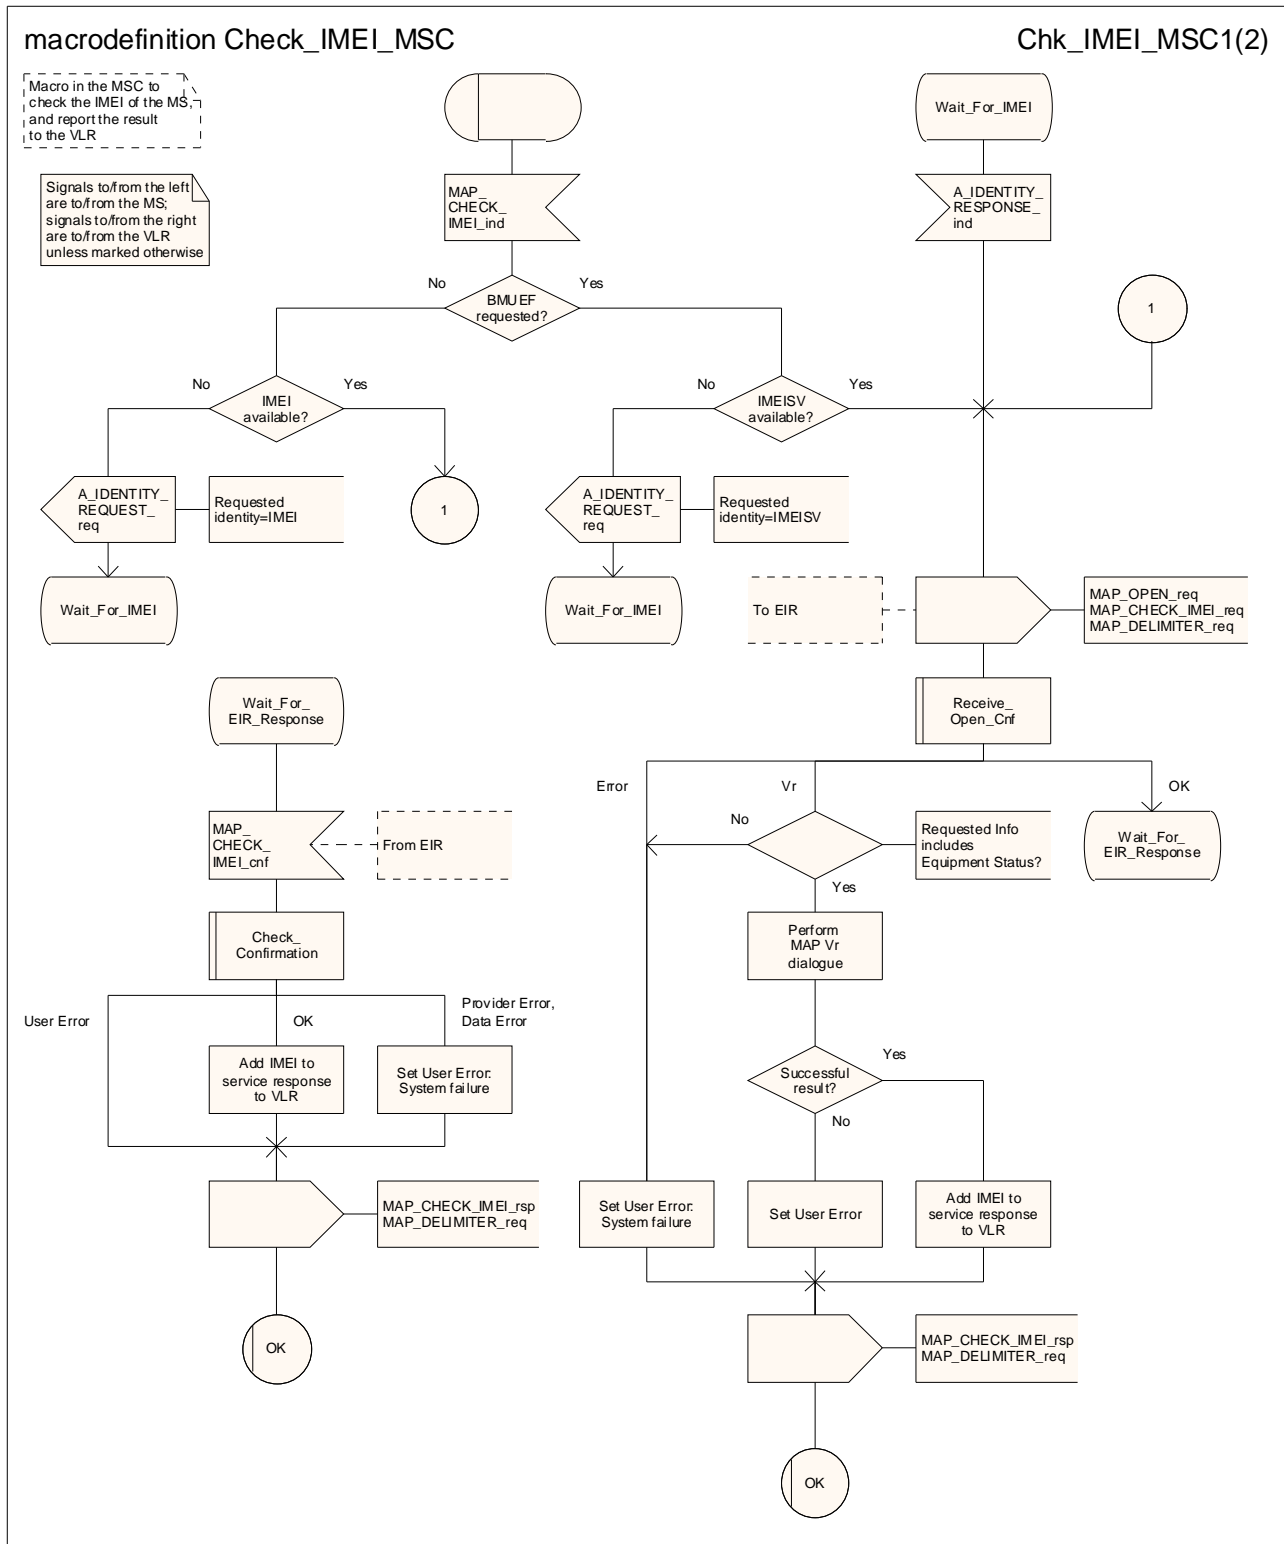 macrodefinition Check_IMEI_MSC
Chk_IMEI_MSC1(2)
Macro in the MSC to
check the IMEI of the MS,
and report the result
to the VLR
Signals to/from the left
are to/from the MS;
signals to/from the right
are to/from the VLR
unless marked otherwise
MAP_
CHECK_
IMEI_ind
Wait_For_IMEI
A_IDENTITY_
RESPONSE_
ind
No
BMUEF
requested?
Yes
1
No
IMEI
available?
Yes
No
IMEISV
available?
Yes
A_IDENTITY_
REQUEST_
req
Requested
identity=IMEI
1
A_IDENTITY_
REQUEST_
req
Requested
identity=IMEISV
Wait_For_IMEI
Wait_For_IMEI
To EIR
MAP_OPEN_req
MAP_CHECK_IMEI_req
MAP_DELIMITER_req
Receive_
Open_Cnf
Wait_For_
EIR_Response
Error
Vr
OK
MAP_
CHECK_
IMEI_cnf
From EIR
No
Requested Info
includes
Equipment Status?
Wait_For_
EIR_Response
Yes
Check_
Confirmation
Perform
MAP Vr
dialogue
User Error
OK
Provider Error,
Data Error
Add IMEI to
service response
to VLR
Set User Error:
System failure
Successful
result?
Yes
No
MAP_CHECK_IMEI_rsp
MAP_DELIMITER_req
Set User Error:
System failure
Set User Error
Add IMEI to
service response
to VLR
OK
MAP_CHECK_IMEI_rsp
MAP_DELIMITER_req
OK